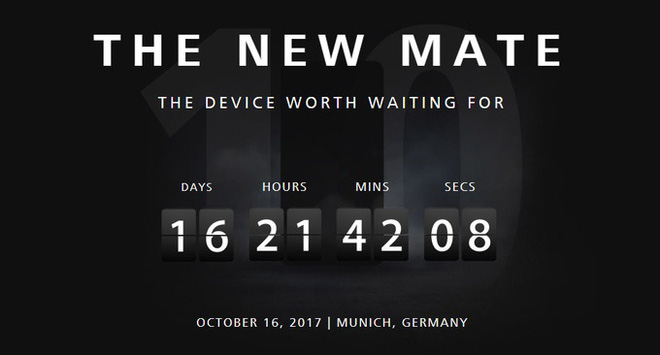 THE NEW MATE
THE DEVICE WORTH WAITING FOR
DAYS HOURS MINS SECS
16 21 42 08
OCTOBER 16, 2017 | MUNICH, GERMANY
10